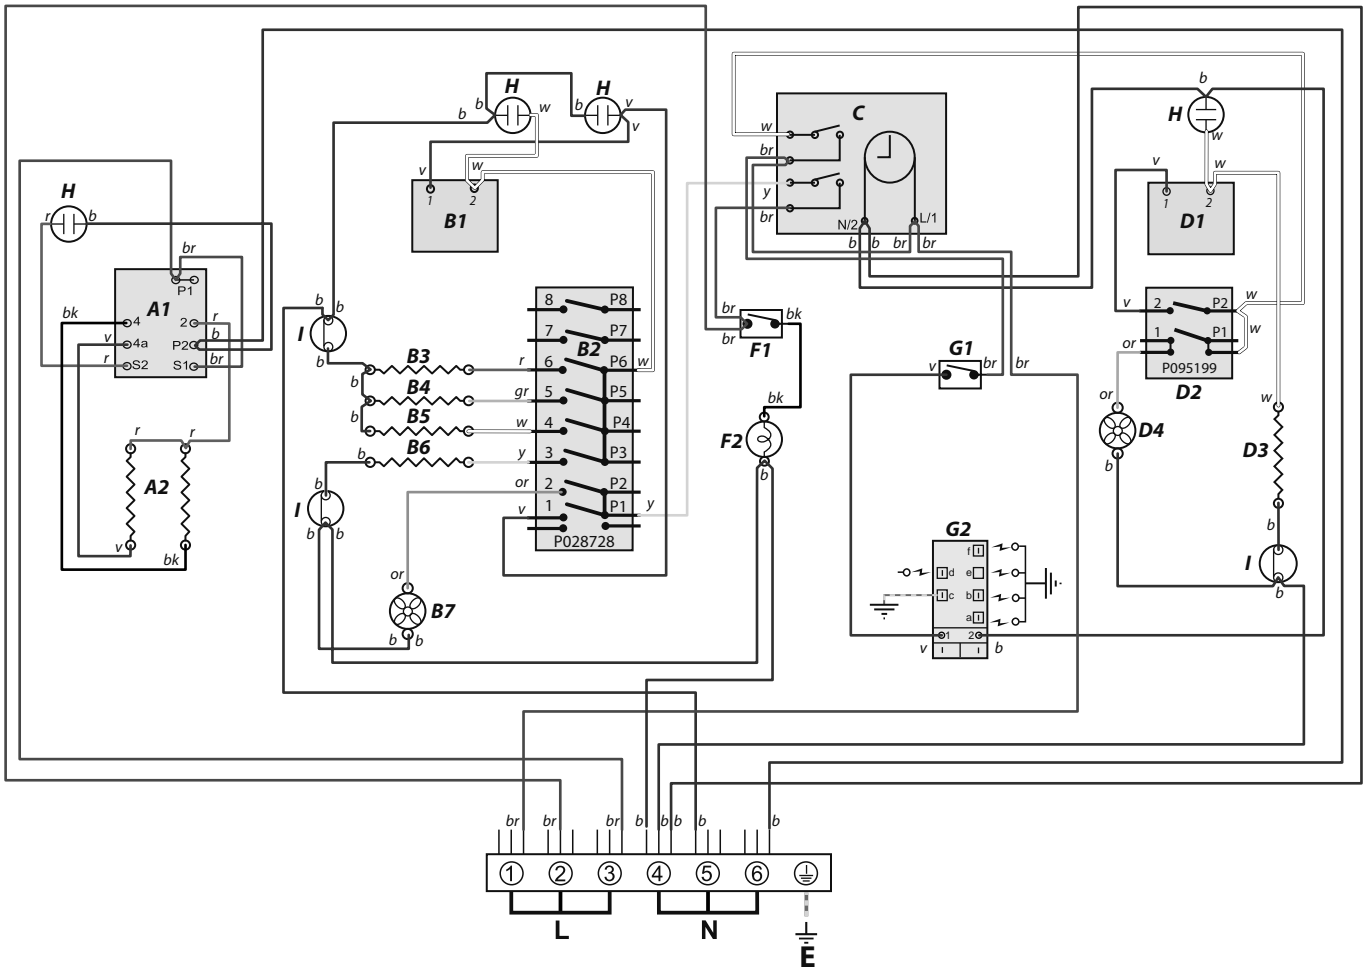 H
r
b
br
P1
A1
bk
4
2
r
v
4a
P2
b
r
S2
S1
br
r
r
A2
v
bk
b
H
w
b
H
v
v
b
v
w
1
2
B1
b
b
I
b
B3
r
b
B4
gr
b
B5
w
b
B6
y
b
I
b
b
or
v
or
B7
b
b
8
P8
7
P7
B2
6
P6
w
5
P5
4
P4
3
P3
2
P2
1
P1
y
P028728
C
w
br
y
br
N/2
L/1
b
b
br
br
br
bk
br
F1
bk
F2
b
G1
v
br
br
G2
f
d
e
c
b
a
1
2
v
b
b
H
w
v
w
1
2
D1
w
v
2
P2
1
P1
w
or
P095199
D2
or
D4
b
w
D3
b
I
b
br
br
br
b
b
b
b
b
1
2
3
4
5
6
L
N
E